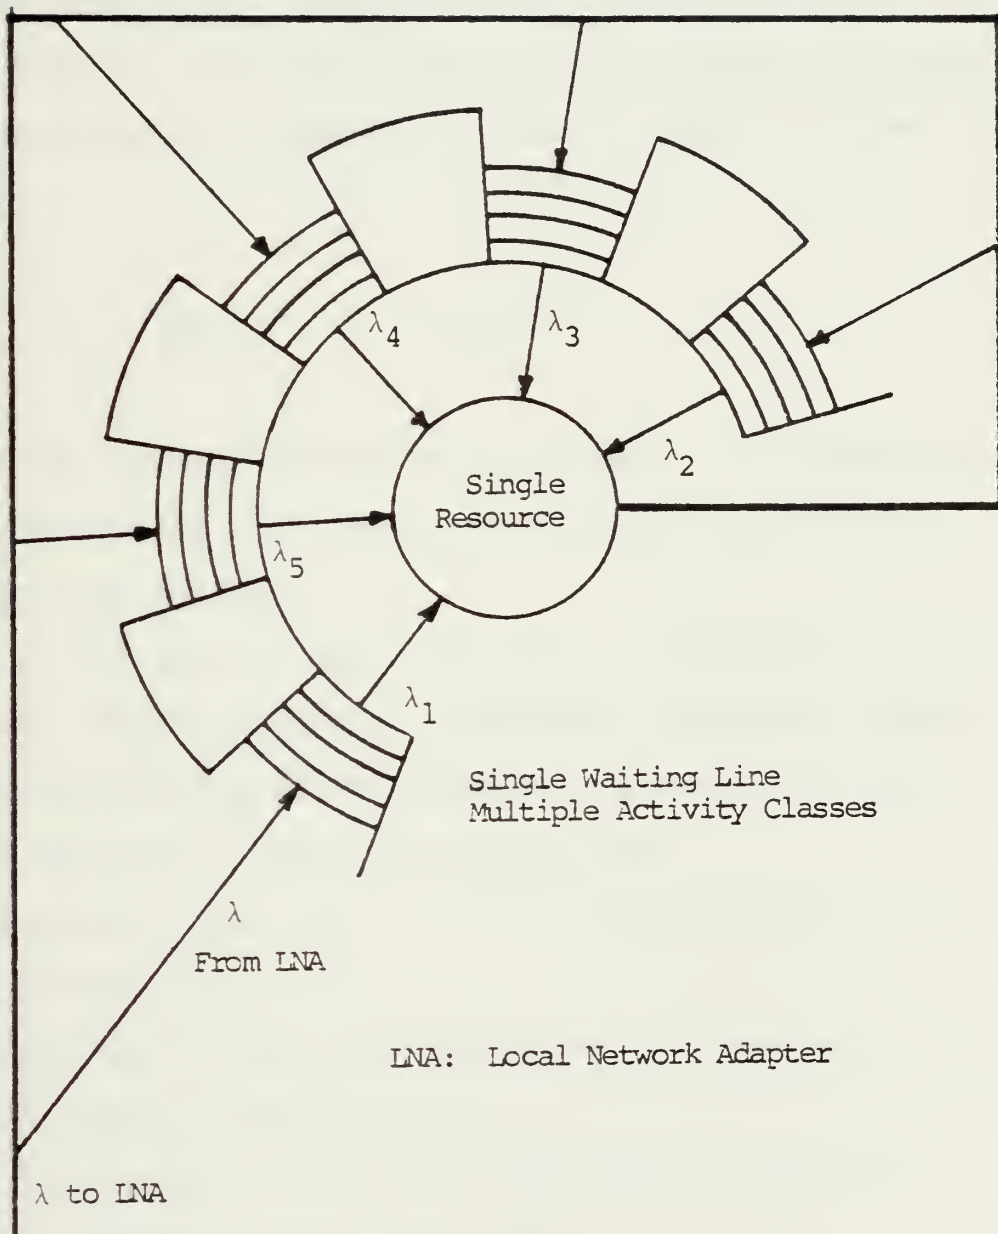 λ4
λ3
λ2
Single
Resource
λ5
λ1
Single Waiting Line
Multiple Activity Classes
λ
From LNA
LNA: Local Network Adapter
λ to LNA